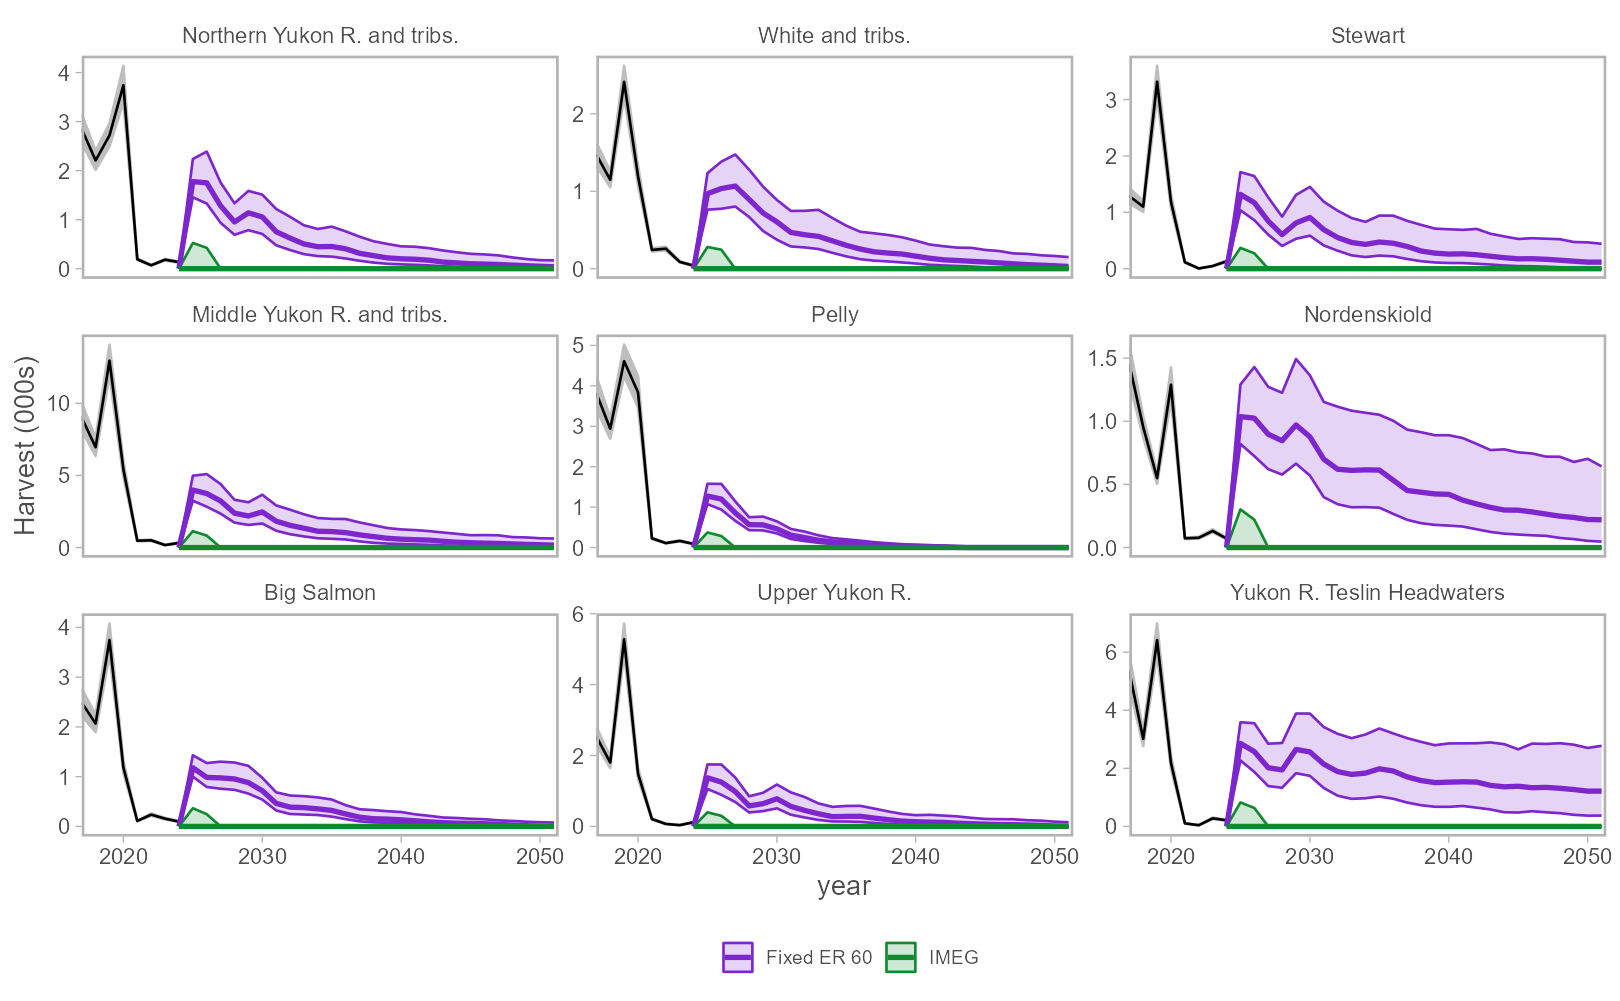 Northern Yukon R. and tribs.
White and tribs.
Stewart
4
3
2
1
0
2
1
0
3
2
1
0
Middle Yukon R. and tribs.
Pelly
Nordenskiold
10
5
0
5
4
3
2
1
0
1.5
1.0
0.5
0.0
Harvest (000s)
Big Salmon
Upper Yukon R.
Yukon R. Teslin Headwaters
4
3
2
1
0
6
4
2
0
6
4
2
0
2020 2030 2040 2050
2020 2030 2040 2050
2020 2030 2040 2050
year
Fixed ER 60 IMEG